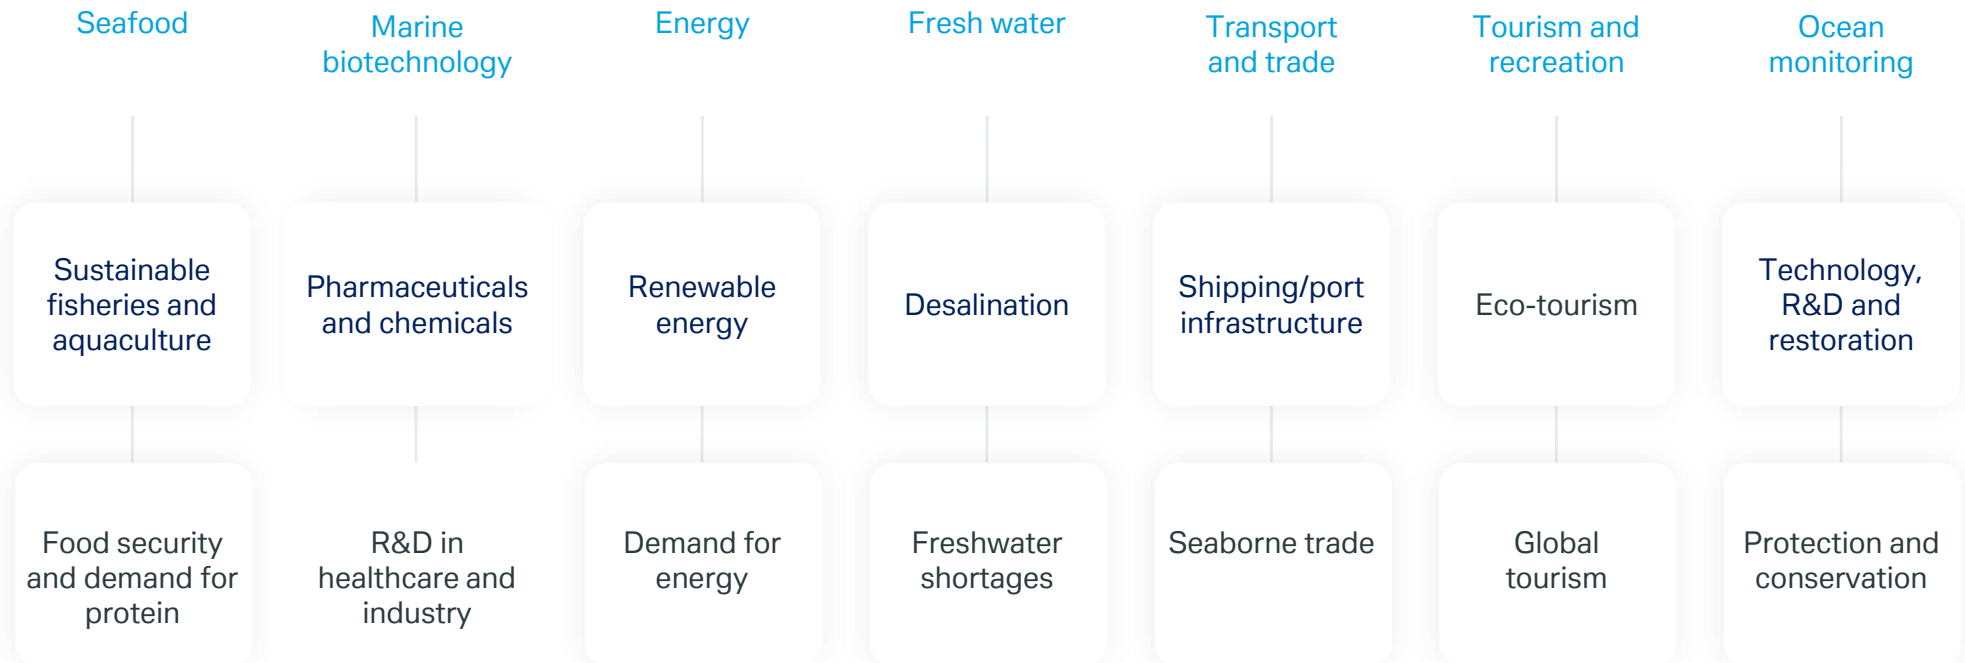 Seafood
Marine
biotechnology
Energy
Fresh water
Transport
and trade
Tourism and
recreation
Ocean
monitoring
Sustainable
fisheries and
aquaculture
Pharmaceuticals
and chemicals
Renewable
energy
Desalination
Shipping/port
infrastructure
Eco-tourism
Technology,
R&D and
restoration
Food security
and demand for
protein
R&D in
healthcare and
industry
Demand for
energy
Freshwater
shortages
Seaborne trade
Global
tourism
Protection and
conservation